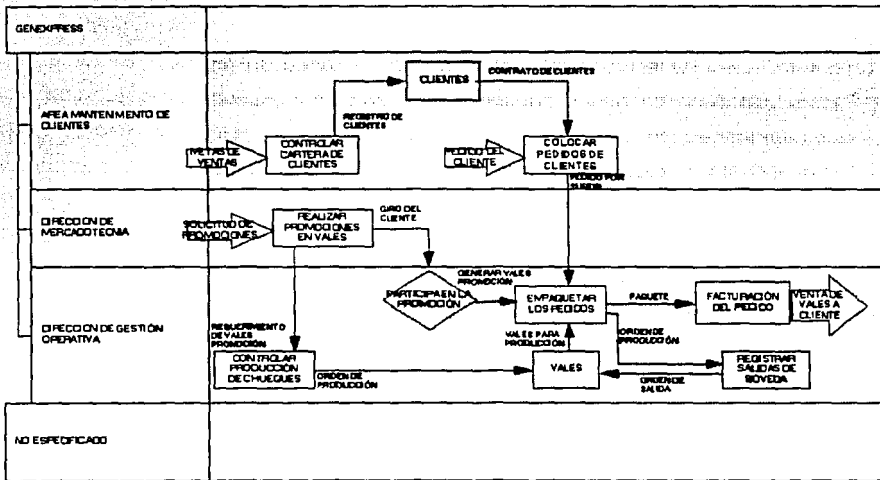 GENEXPRESS
CLIENTES
CONTRATO DE CLIENTES
AREA MANTENIMIENTO DE
CLIENTES
REGISTRO DE
CLIENTES
METAS DE
VENTAS
CONTROLAR
CARTERA DE
CLIENTES
PEDIDO DEL
CLIENTE
COLOCAR
PEDIDOS DE
CLIENTES
PEDIDO POR
SURTIR
DIRECCION DE
MERCADOTECNIA
SOLICITUD DE
PROMOCIONES
REALIZAR
PROMOCIONES
EN VALES
GIRO DEL
CLIENTE
GENERAR VALES
PROMOCIÓN
PARTICIPA EN LA
PROMOCIÓN
EMPAQUETAR
LOS PEDIDOS
PAQUETE
FACTURACIÓN
DEL PEDIDO
VENTA DE
VALES A
CLIENTE
DIRECCION DE GESTIÓN
OPERATIVA
REQUERIMIENTO
DE VALES
PROMOCIÓN
VALES PARA
PRODUCCIÓN
ORDEN DE
PRODUCCIÓN
CONTROLAR
PRODUCCIÓN
DE CHUEQUES
ORDEN DE
PRODUCCIÓN
VALES
ORDEN DE
SALIDA
REGISTRAR
SALIDAS DE
BOVEDA
NO ESPECIFICADO